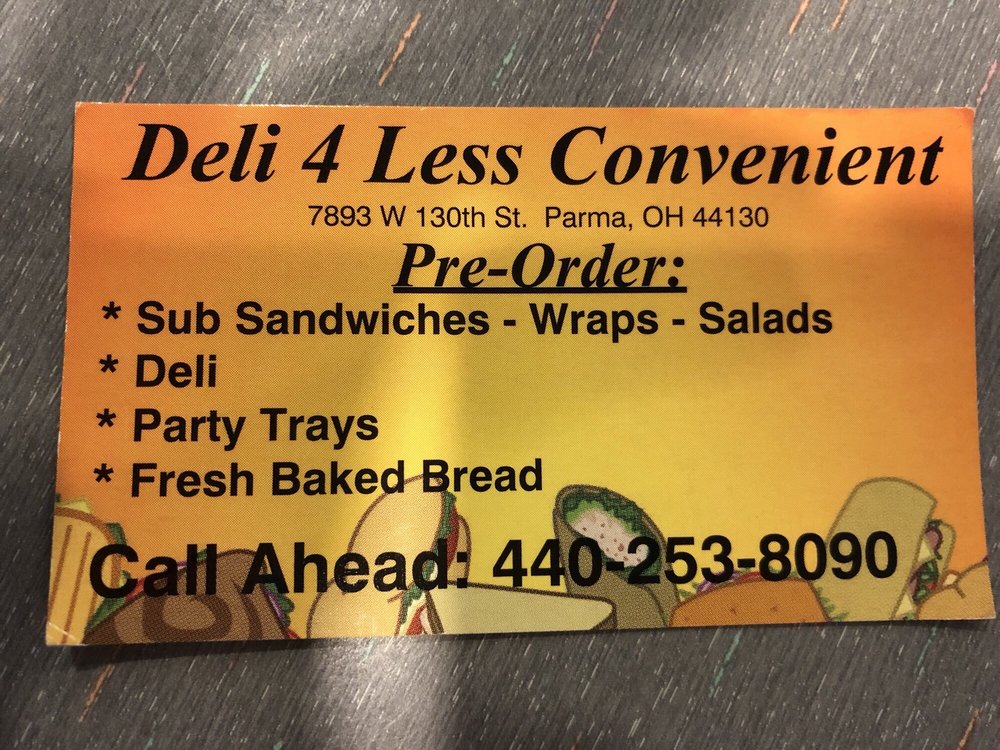 Deli 4 Less Convenient
7893 W 130th St. Parma, OH 44130
Pre-Order:
* Sub Sandwiches - Wraps - Salads
* Deli
* Party Trays
* Fresh Baked Bread
Call Ahead: 440-253-8090